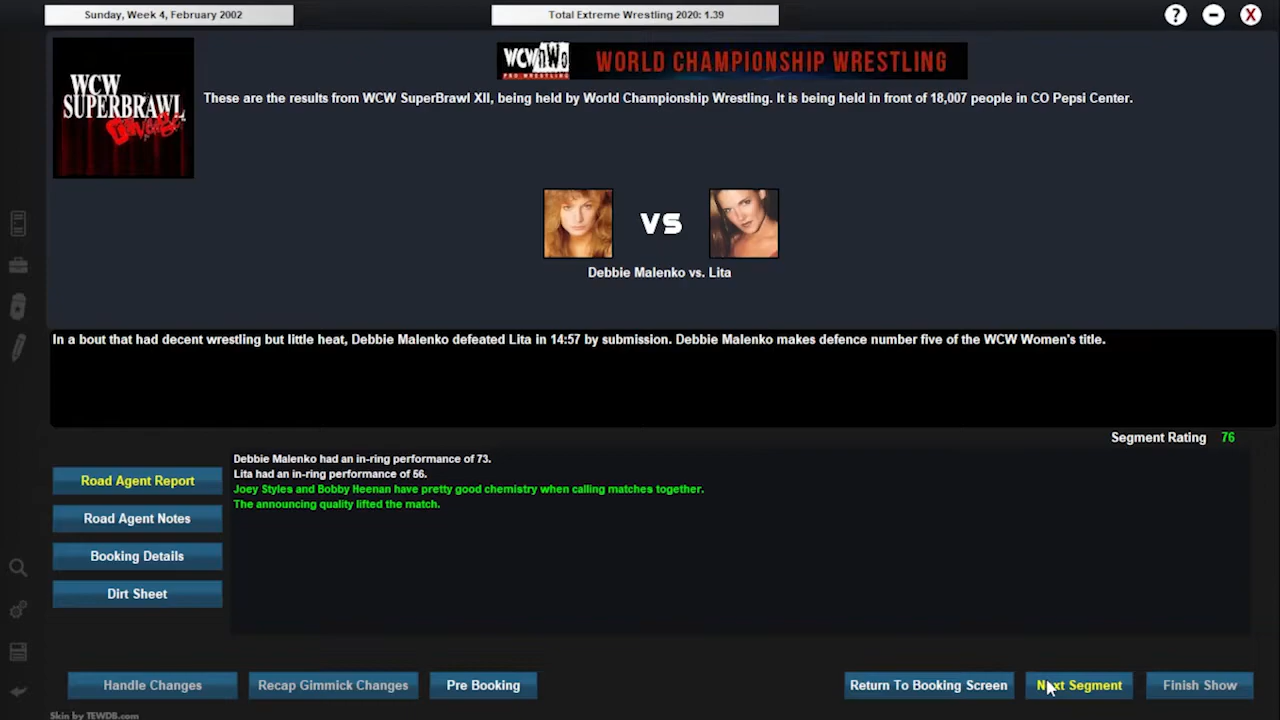 Sunday, Week 4, February 2002
Total Extreme Wrestling 2020: 1.39
? - X
WCW SUPERBRAWL revenge
WCW nWo PRO WRESTLING WORLD CHAMPIONSHIP WRESTLING
These are the results from WCW SuperBrawl XII, being held by World Championship Wrestling. It is being held in front of 18,007 people in CO Pepsi Center.
VS
Debbie Malenko vs. Lita
In a bout that had decent wrestling but little heat, Debbie Malenko defeated Lita in 14:57 by submission. Debbie Malenko makes defence number five of the WCW Women's title.
Segment Rating 76
Debbie Malenko had an in-ring performance of 73.
Lita had an in-ring performance of 56.
Joey Styles and Bobby Heenan have pretty good chemistry when calling matches together.
The announcing quality lifted the match.
Road Agent Report
Road Agent Notes
Booking Details
Dirt Sheet
Handle Changes Recap Gimmick Changes Pre Booking Return To Booking Screen Next Segment Finish Show
Skin by TEWDB.com